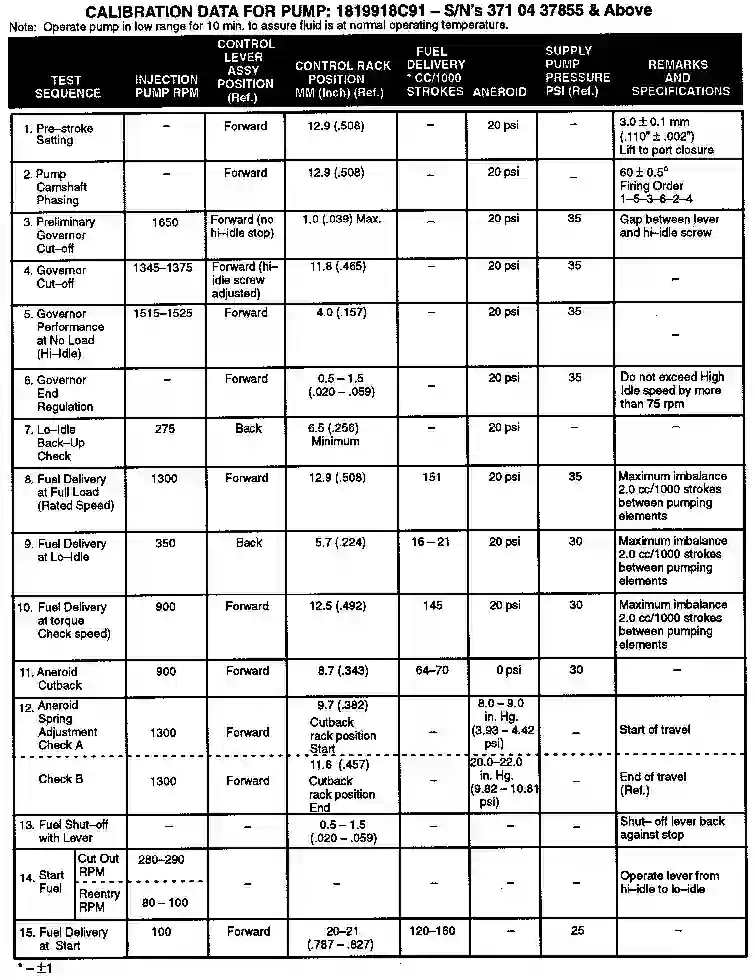 CALIBRATION DATA FOR PUMP: 1819918C91 – S/N's 371 04 37855 & Above
Note: Operate pump in low range for 10 min. to assure fluid is at normal operating temperature.
TEST
SEQUENCE
INJECTION
PUMP RPM
CONTROL
LEVER
ASSY
POSITION
(Ref.)
CONTROL RACK
POSITION
MM (Inch) (Ref.)
FUEL
DELIVERY
* CC/1000
STROKES
ANEROID
SUPPLY
PUMP
PRESSURE
PSI (Ref.)
REMARKS
AND
SPECIFICATIONS
1. Pre–stroke
Setting
–
Forward
12.9 (.508)
–
20 psi
–
3.0 ± 0.1 mm
(.110" ± .002")
Lift to port closure
2. Pump
Camshaft
Phasing
–
Forward
12.9 (.508)
–
20 psi
–
60 ± 0.5°
Firing Order
1–5–3–6–2–4
3. Preliminary
Governor
Cut–off
1650
Forward (no
hi–idle stop)
1.0 (.039) Max.
–
20 psi
35
Gap between lever
and hi–idle screw
4. Governor
Cut–off
1345–1375
Forward (hi–
idle screw
adjusted)
11.8 (.465)
–
20 psi
35
–
5. Governor
Performance
at No Load
(Hi–Idle)
1515–1525
Forward
4.0 (.157)
–
20 psi
35
–
6. Governor
End
Regulation
–
Forward
0.5 – 1.5
(.020 – .059)
–
20 psi
35
Do not exceed High
Idle speed by more
than 75 rpm
7. Lo–Idle
Back–Up
Check
275
Back
6.5 (.256)
Minimum
–
20 psi
–
–
8. Fuel Delivery
at Full Load
(Rated Speed)
1300
Forward
12.9 (.508)
151
20 psi
35
Maximum imbalance
2.0 cc/1000 strokes
between pumping
elements
9. Fuel Delivery
at Lo–Idle
350
Back
5.7 (.224)
16 – 21
20 psi
30
Maximum imbalance
2.0 cc/1000 strokes
between pumping
elements
10. Fuel Delivery
at torque
Check speed)
900
Forward
12.5 (.492)
145
20 psi
30
Maximum imbalance
2.0 cc/1000 strokes
between pumping
elements
11. Aneroid
Cutback
900
Forward
8.7 (.343)
64–70
0 psi
30
–
12. Aneroid
Spring
Adjustment
Check A
1300
Forward
9.7 (.382)
Cutback
rack position
Start
–
8.0 – 9.0
in. Hg.
(3.93 – 4.42
psi)
–
Start of travel
Check B
1300
Forward
11.6 (.457)
Cutback
rack position
End
–
20.0–22.0
in. Hg.
(9.82 – 10.81
psi)
–
End of travel
(Ref.)
13. Fuel Shut–off
with Lever
–
–
0.5 – 1.5
(.020 – .059)
–
–
–
Shut– off lever back
against stop
14. Start
Fuel
Cut Out
RPM
280–290
Reentry
RPM
80 – 100
–
–
–
–
–
Operate lever from
hi–idle to lo–idle
15. Fuel Delivery
at Start
100
Forward
20–21
(.787 – .827)
120–160
–
25
–
* – ±1